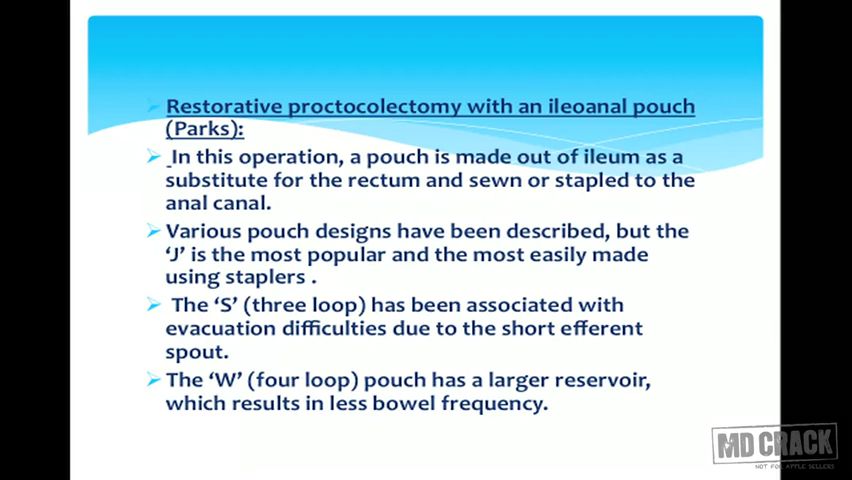 Restorative proctocolectomy with an ileoanal pouch
(Parks):
In this operation, a pouch is made out of ileum as a
substitute for the rectum and sewn or stapled to the
anal canal.
Various pouch designs have been described, but the
‘J’ is the most popular and the most easily made
using staplers .
The ‘S’ (three loop) has been associated with
evacuation difficulties due to the short efferent
spout.
The ‘W’ (four loop) pouch has a larger reservoir,
which results in less bowel frequency.
MD CRACK
NOT FOR APPLE SELLERS